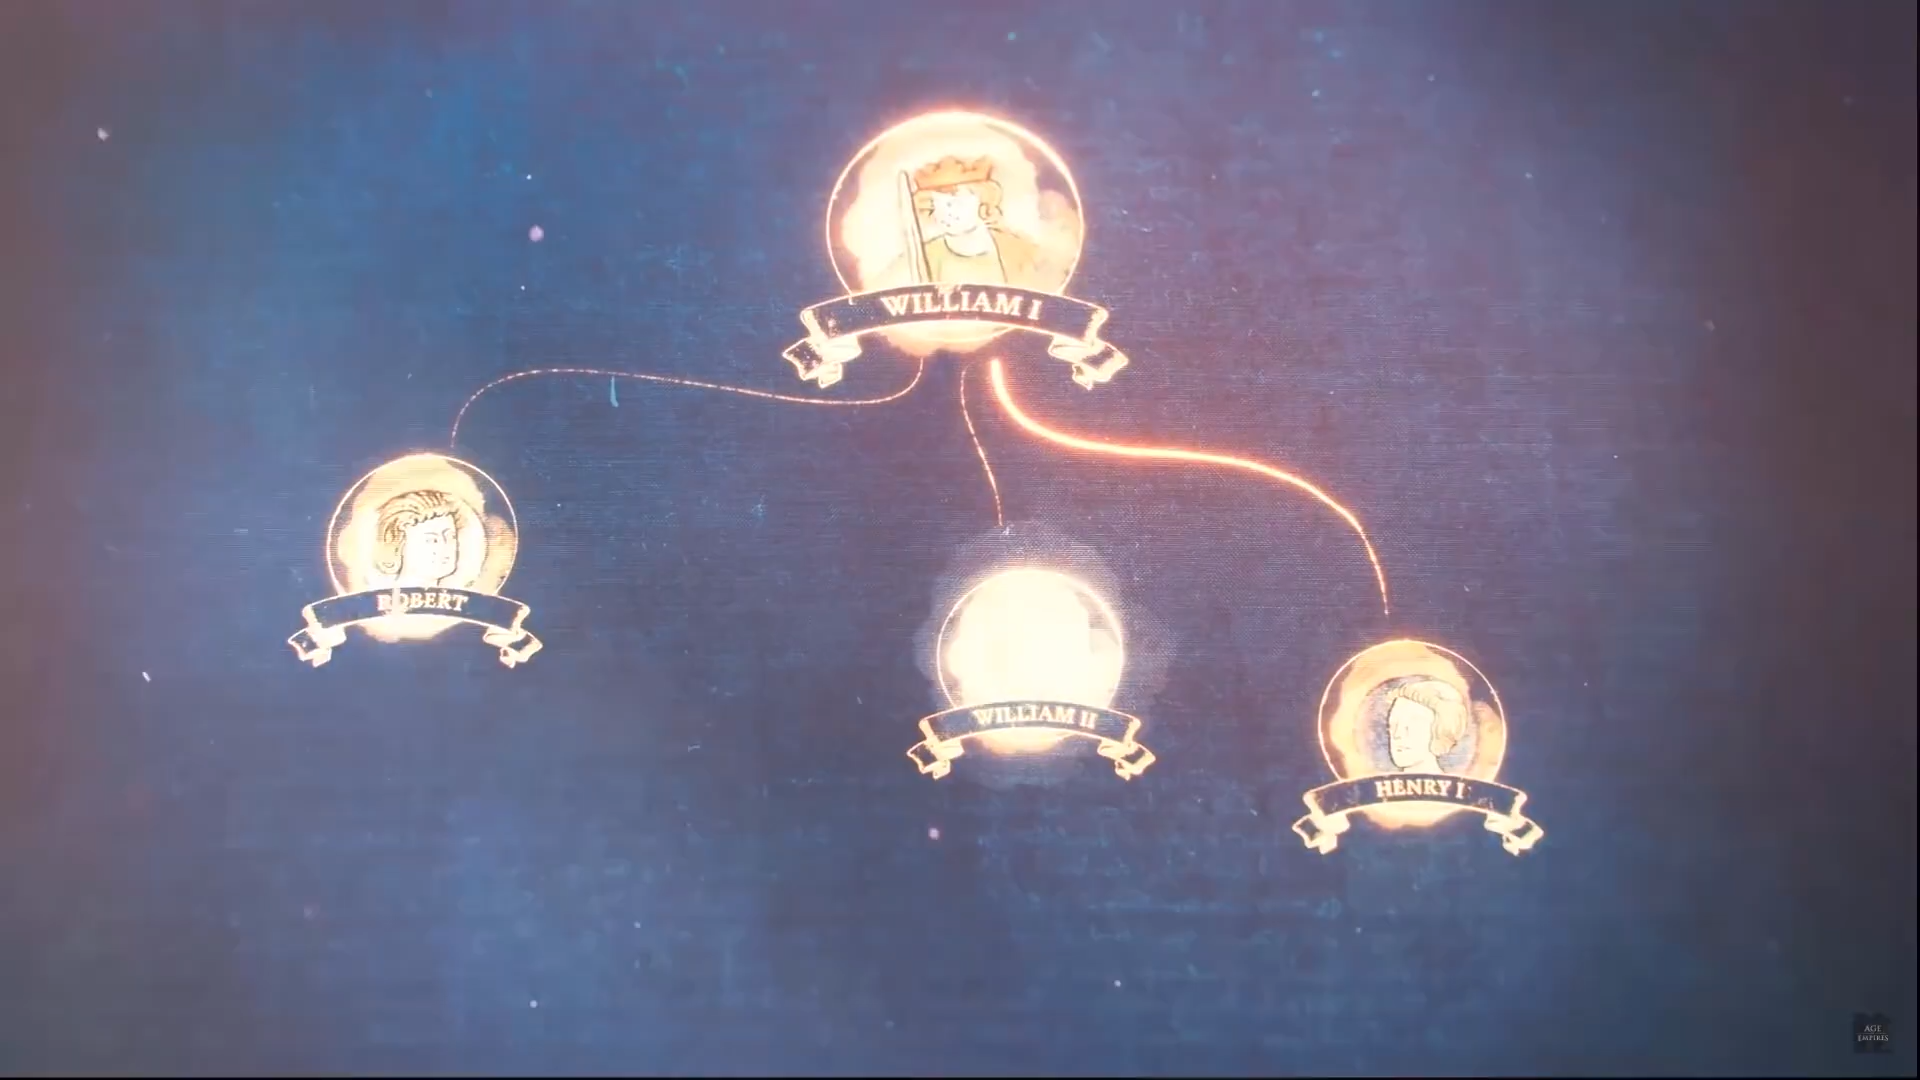 WILLIAM I
ROBERT
WILLIAM II
HENRY I
AGE
EMPIRES